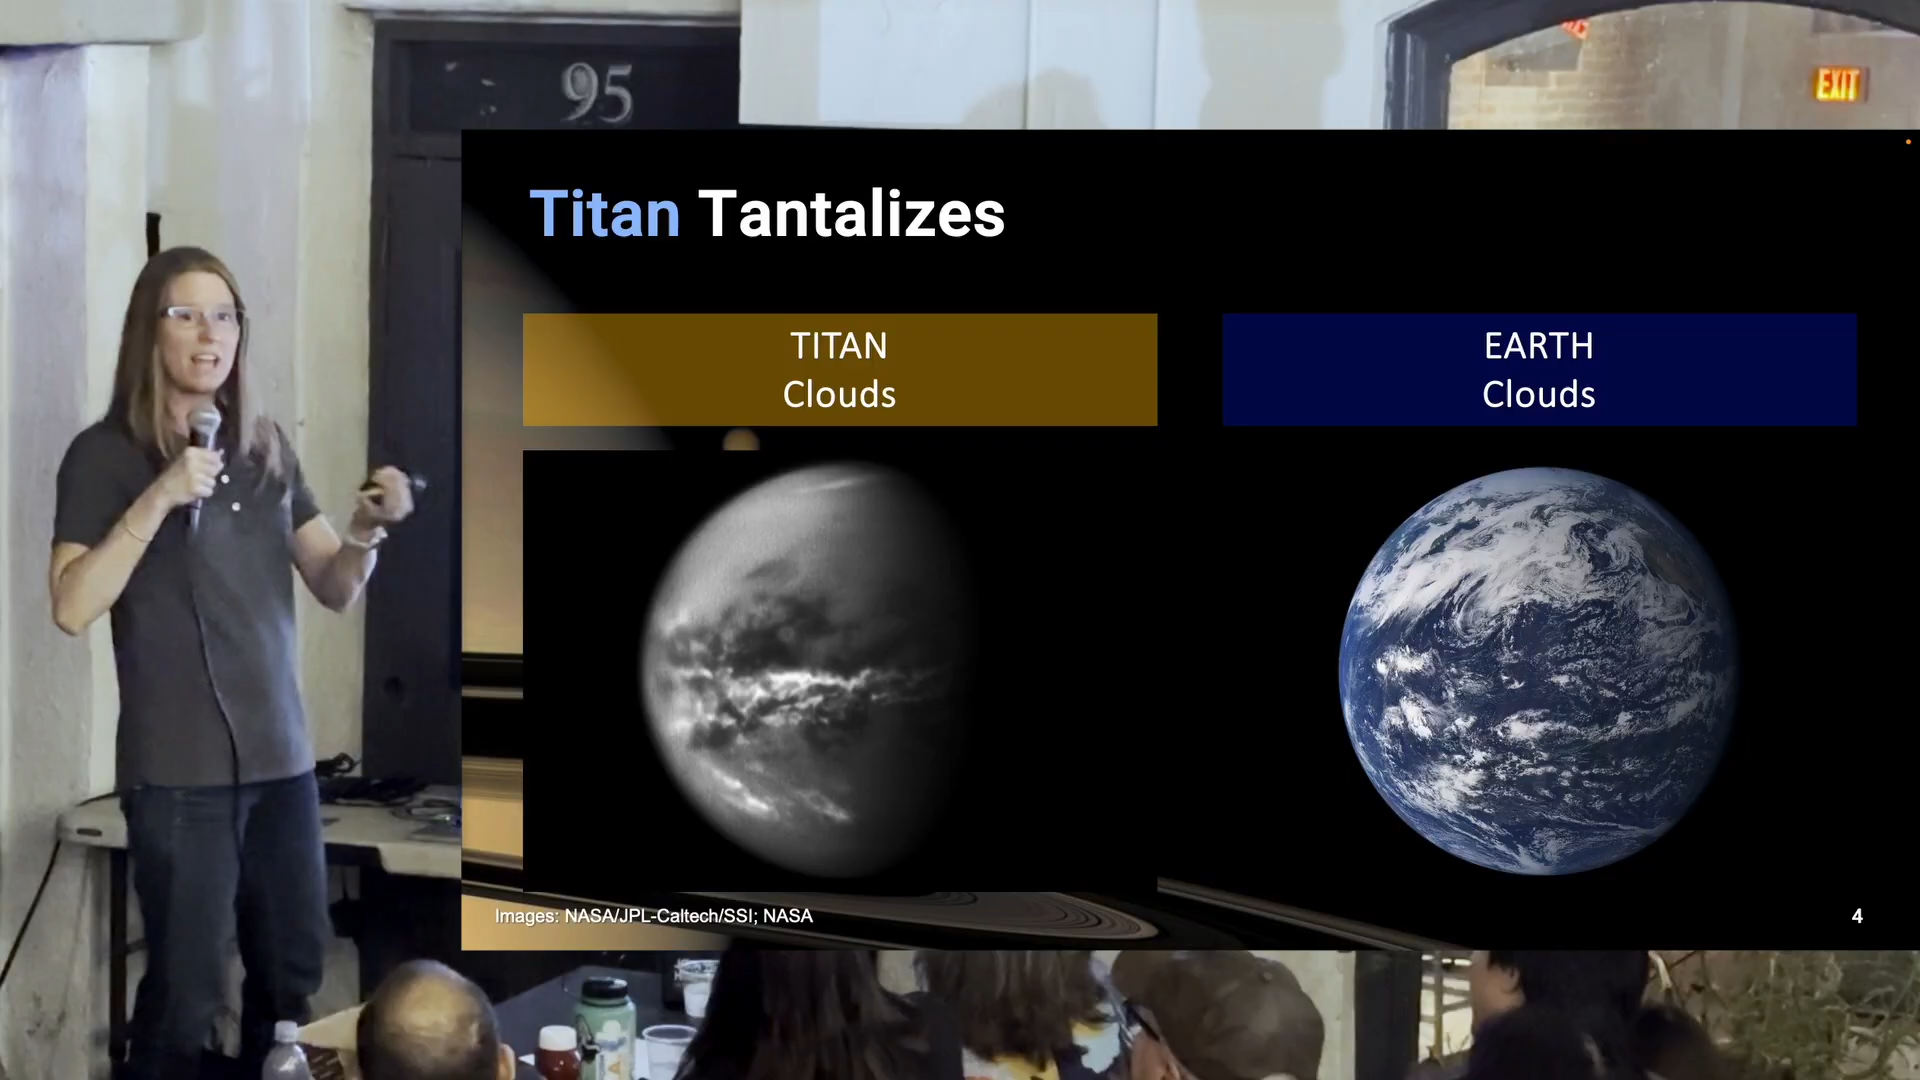 95
EXIT
Titan Tantalizes
TITAN
Clouds
EARTH
Clouds
Images: NASA/JPL-Caltech/SSI; NASA
4